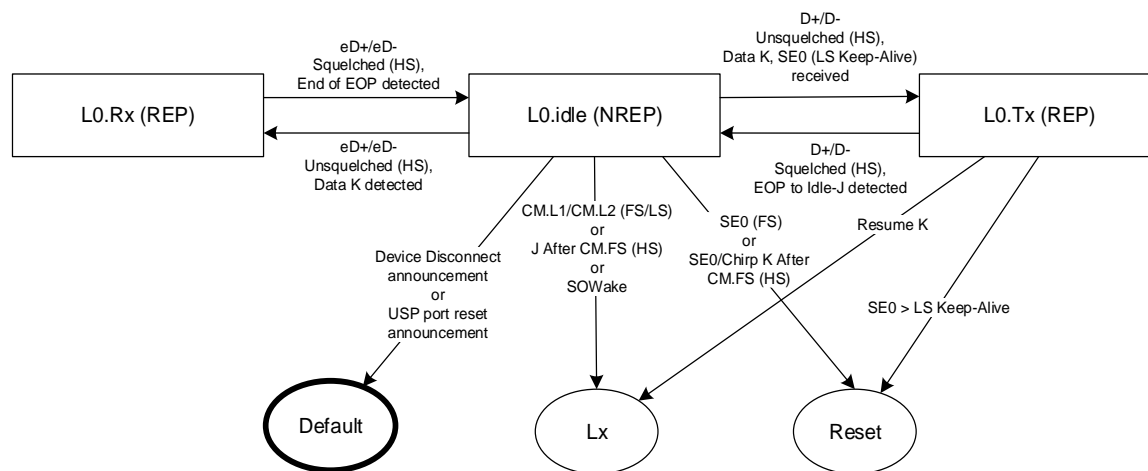 eD+/eD-
Squelched (HS),
End of EOP detected
D+/D-
Unsquelched (HS),
Data K, SE0 (LS Keep-Alive)
received
L0.Rx (REP)
L0.idle (NREP)
L0.Tx (REP)
eD+/eD-
Unsquelched (HS),
Data K detected
D+/D-
Squelched (HS),
EOP to Idle-J detected
Device Disconnect
announcement
or
USP port reset
announcement
CM.L1/CM.L2 (FS/LS)
or
J After CM.FS (HS)
or
SOWake
SE0 (FS)
or
SE0/Chirp K After
CM.FS (HS)
Resume K
SE0 > LS Keep-Alive
Default
Lx
Reset